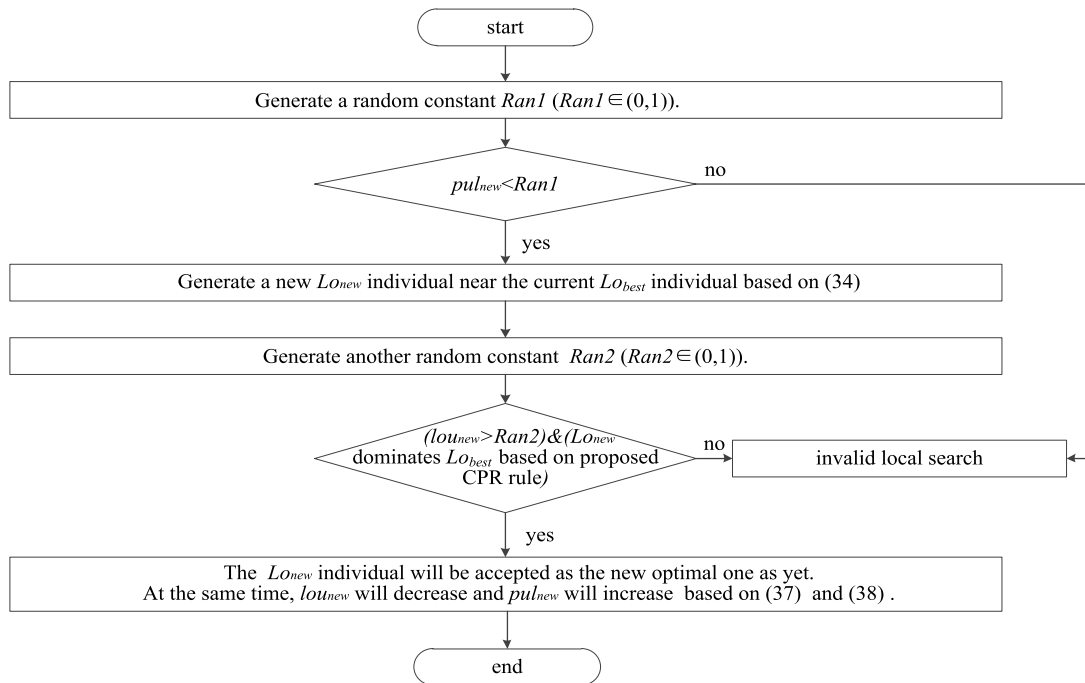 start
Generate a random constant Ran1 (Ran1∈(0,1)).
pulnew<Ran1
no
yes
Generate a new Lonew individual near the current Lobest individual based on (34)
Generate another random constant Ran2 (Ran2∈(0,1)).
(lounew>Ran2)&(Lonew
dominates Lobest based on proposed
CPR rule)
no
invalid local search
yes
The Lonew individual will be accepted as the new optimal one as yet.
At the same time, lounew will decrease and pulnew will increase based on (37) and (38) .
end